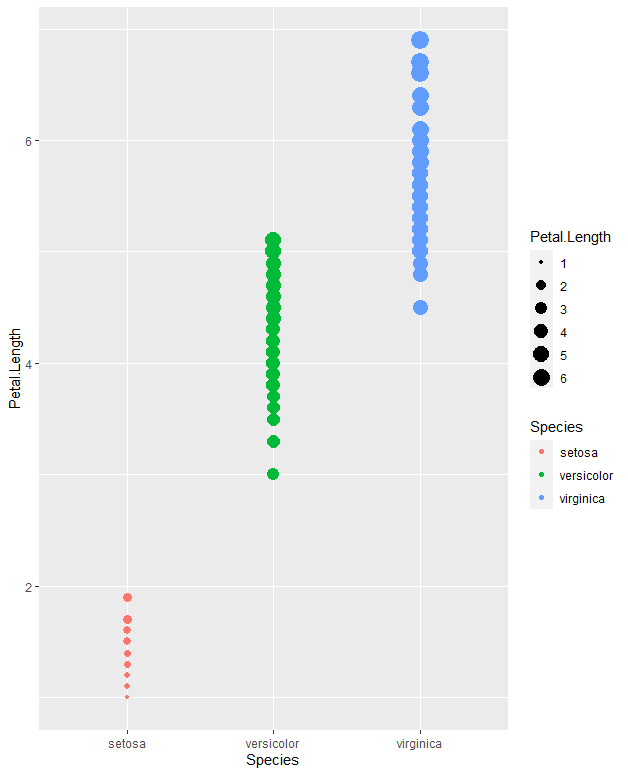 Petal.Length
6
4
2
setosa versicolor virginica
Species
Petal.Length
1
2
3
4
5
6
Species
setosa
versicolor
virginica